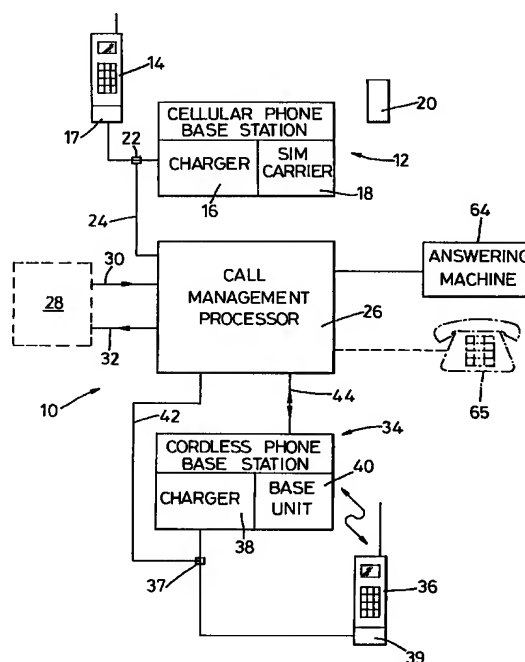 14
17
22
20
CELLULAR PHONE
BASE STATION
CHARGER
16
SIM
CARRIER
18
12
24
64
ANSWERING
MACHINE
28
30
32
CALL
MANAGEMENT
PROCESSOR
26
65
10
42
44
34
CORDLESS PHONE
BASE STATION
40
CHARGER
38
BASE
UNIT
37
36
39